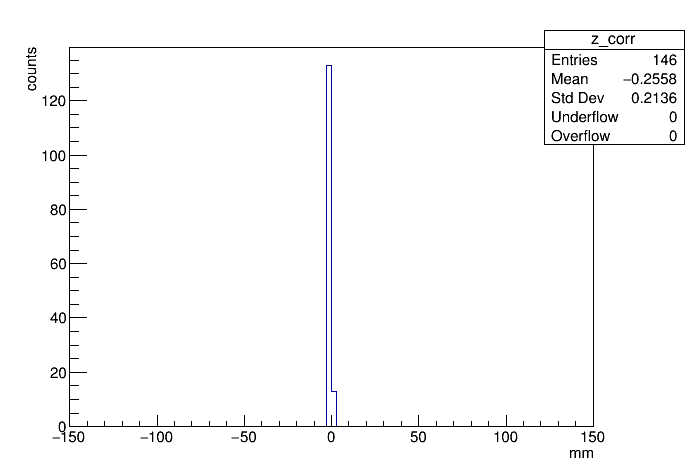 z_corr
Entries 146
Mean −0.2558
Std Dev 0.2136
Underflow 0
Overflow 0
counts
120
100
80
60
40
20
0
−150 −100 −50 0 50 100 150
mm